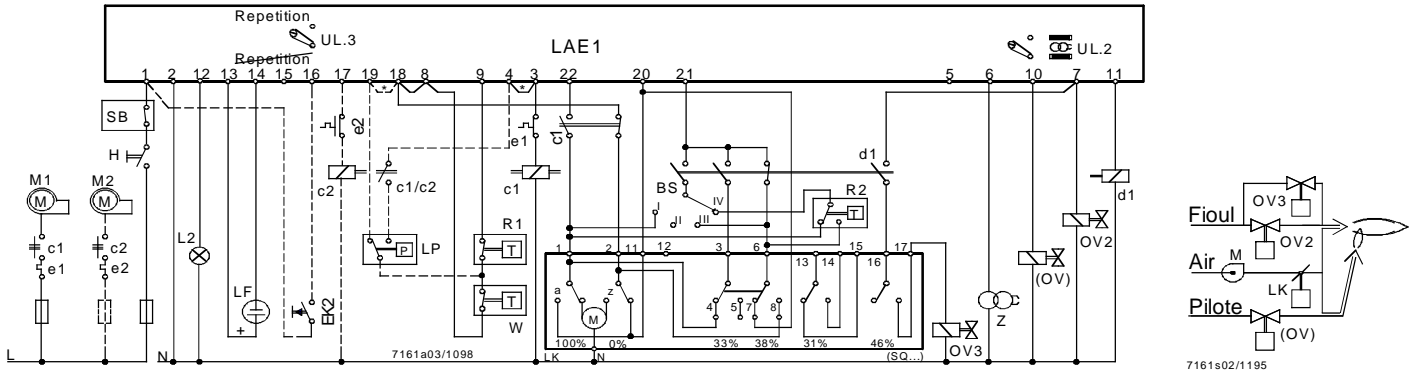 Repetition
UL.3
Repetition
LAE1
UL.2
1 2 12 13 14 15 16 17 19 18 8 9 4 3 22 20 21 5 6 10 7 11
* *
SB
H
e2
c2
c1/c2
e1
c1
c1
d1
BS
I
II
III
IV
R2
T
d1
M1
M
M2
M
c1
e1
c2
e2
L2
LF
+
EK2
LP
P
R1
T
W
T
OV2
(OV)
Z
OV3
1 2 11 12 3 6 13 14 15 16 17
a
z
M
4 5 7 8
100% 0% 33% 38% 31% 46%
L
N
7161a03/1098
LK
N
(SQ...)
OV3
Fioul
OV2
Air
M
LK
Pilote
(OV)
7161s02/1195